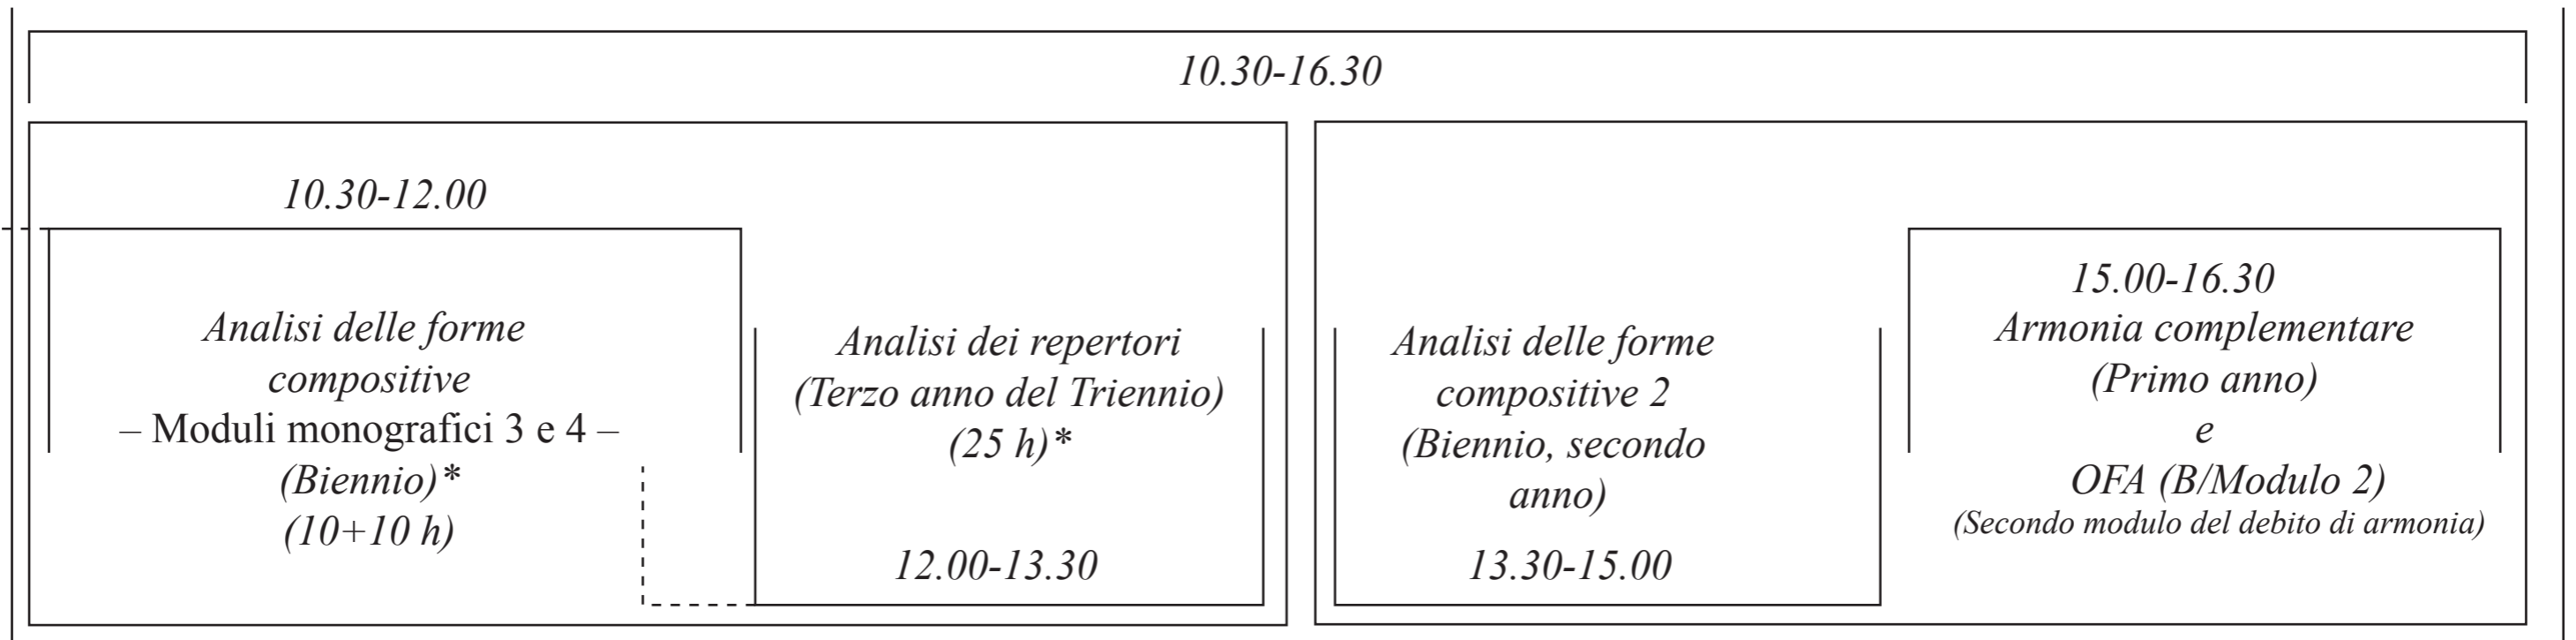 10.30-16.30
10.30-12.00
Analisi delle forme
compositive
– Moduli monografici 3 e 4 –
(Biennio)*
(10+10 h)
Analisi dei repertori
(Terzo anno del Triennio)
(25 h)*
12.00-13.30
Analisi delle forme
compositive 2
(Biennio, secondo
anno)
13.30-15.00
15.00-16.30
Armonia complementare
(Primo anno)
e
OFA (B/Modulo 2)
(Secondo modulo del debito di armonia)